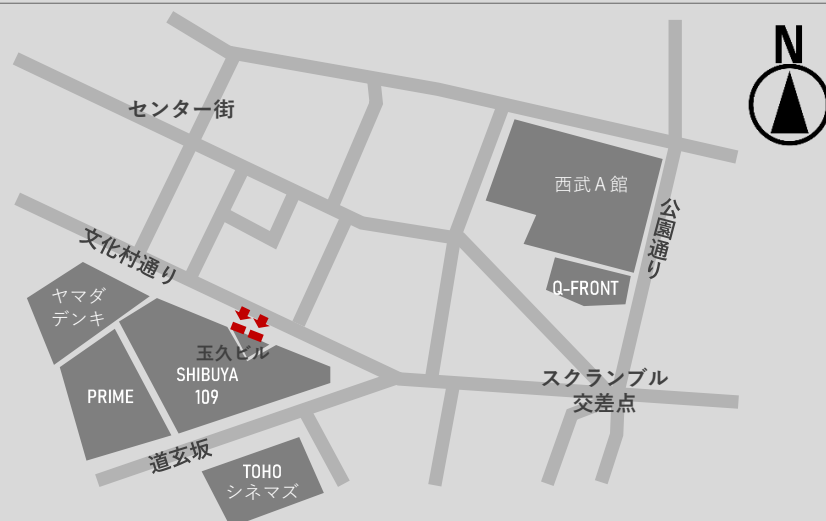 N
センター街
西武A館
公園通り
文化村通り
Q-FRONT
ヤマダ
デンキ
玉久ビル
SHIBUYA
109
PRIME
スクランブル
交差点
道玄坂
TOHO
シネマズ